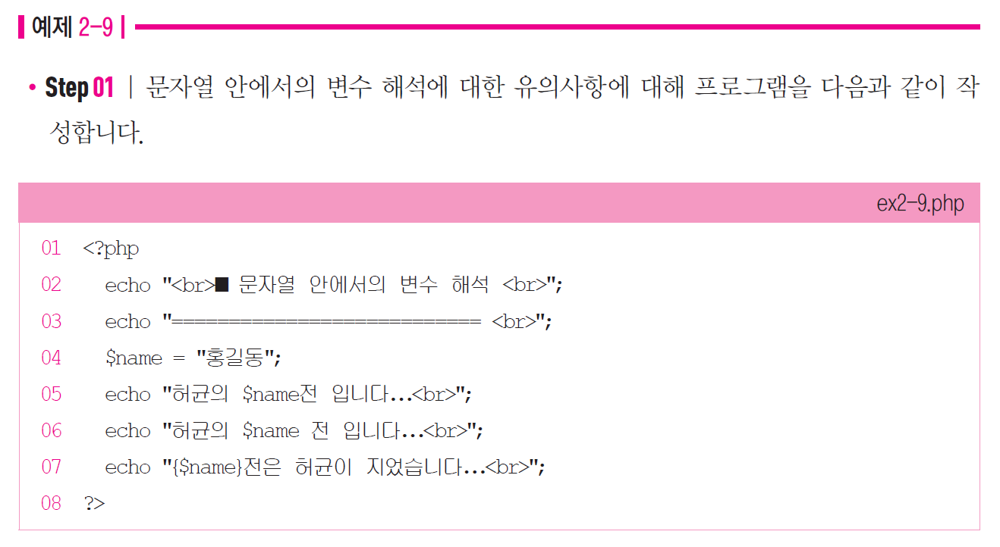 예제 2-9
• Step 01 | 문자열 안에서의 변수 해석에 대한 유의사항에 대해 프로그램을 다음과 같이 작
성합니다.
ex2-9.php
01 <?php
02 echo "<br>■ 문자열 안에서의 변수 해석 <br>";
03 echo "=========================== <br>";
04 $name = "홍길동";
05 echo "허균의 $name전 입니다...<br>";
06 echo "허균의 $name 전 입니다...<br>";
07 echo "{$name}전은 허균이 지었습니다...<br>";
08 ?>